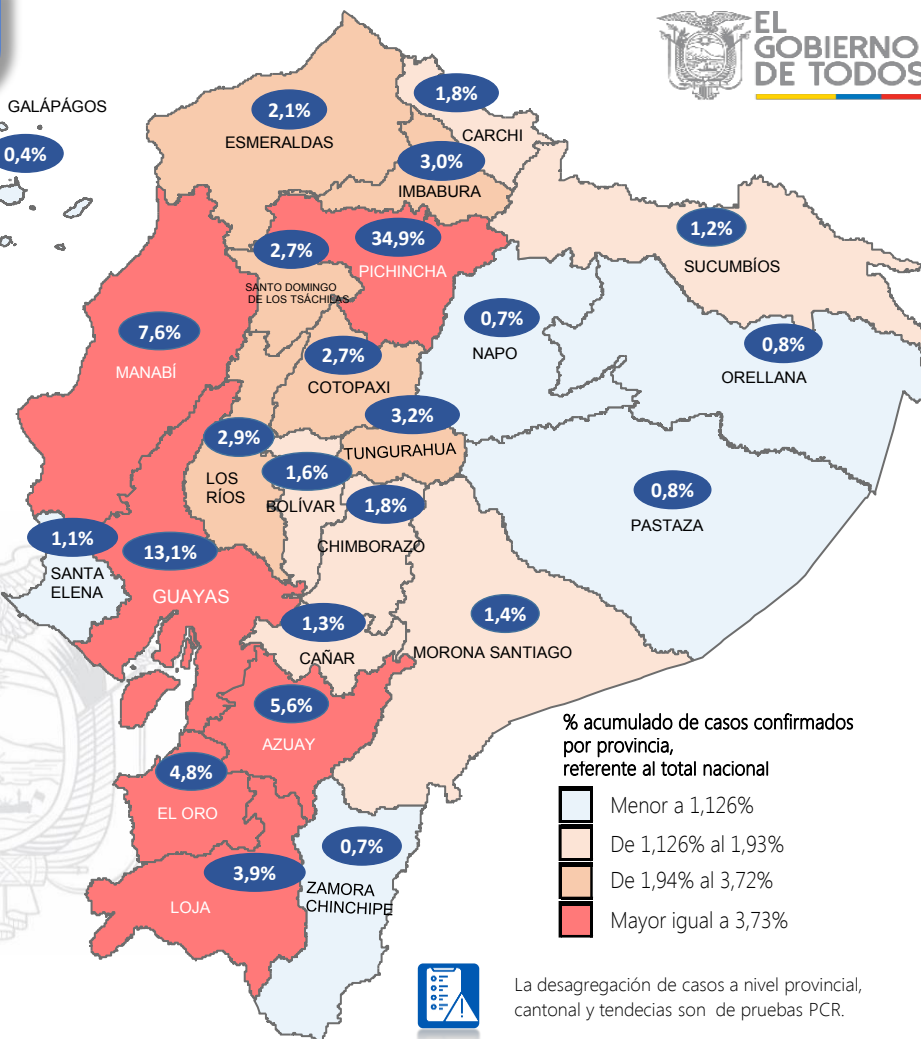 EL
GOBIERNO
DE TODOS
GALÁPÁGOS
0,4%
2,1%
ESMERALDAS
1,8%
CARCHI
3,0%
IMBABURA
1,2%
SUCUMBÍOS
34,9%
PICHINCHA
2,7%
SANTO DOMINGO
DE LOS TSÁCHILAS
7,6%
MANABÍ
0,7%
NAPO
0,8%
ORELLANA
2,7%
COTOPAXI
3,2%
TUNGURAHUA
2,9%
LOS
RÍOS
1,6%
BOLÍVAR
1,8%
CHIMBORAZO
0,8%
PASTAZA
1,1%
SANTA
ELENA
13,1%
GUAYAS
1,3%
CAÑAR
1,4%
MORONA SANTIAGO
5,6%
AZUAY
4,8%
EL ORO
3,9%
LOJA
0,7%
ZAMORA
CHINCHIPE
% acumulado de casos confirmados
por provincia,
referente al total nacional
Menor a 1,126%
De 1,126% al 1,93%
De 1,94% al 3,72%
Mayor igual a 3,73%
La desagregación de casos a nivel provincial,
cantonal y tendecias son de pruebas PCR.